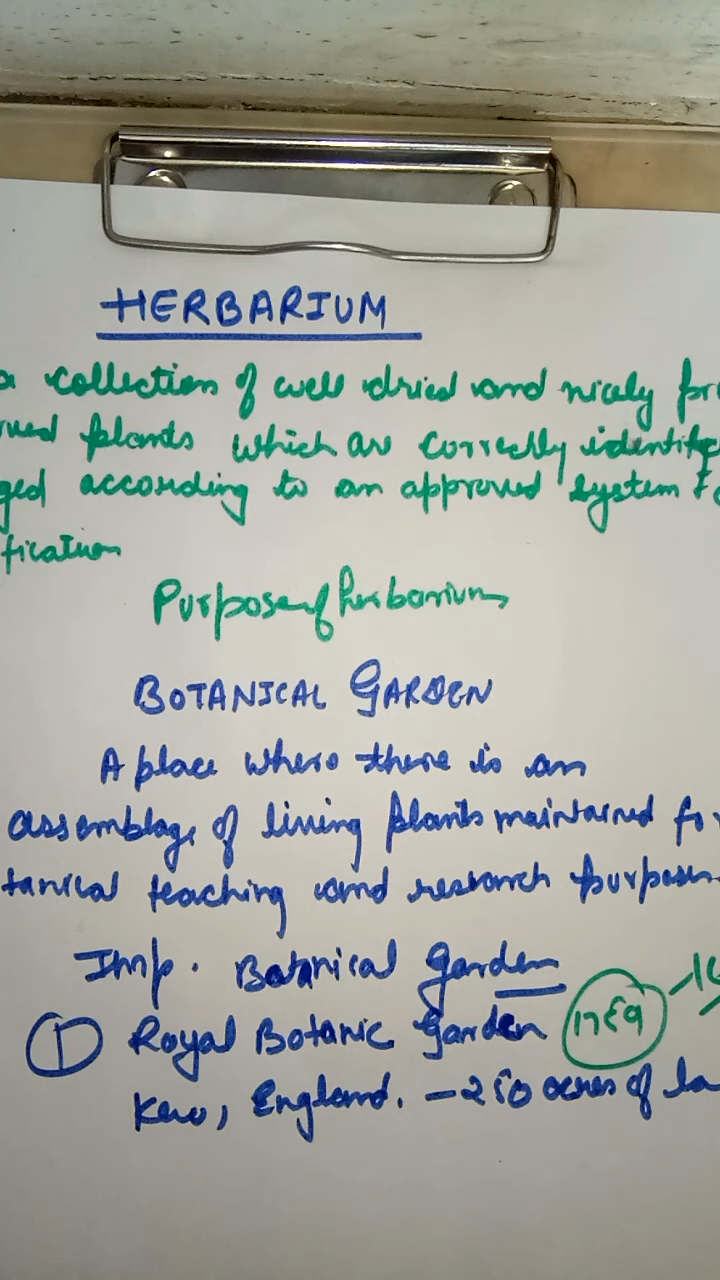 HERBARIUM
a collection of well dried and nicely
plants which are correctly
according to an approved system
fication
Purpose of herbarium
BOTANICAL GARDEN
A place where there is an
assemblage of living plants maintained for
tanical teaching and research purposes
Imp. Botanical Garden
① Royal Botanic Garden 1759
Kew, England. - 250 acres of la